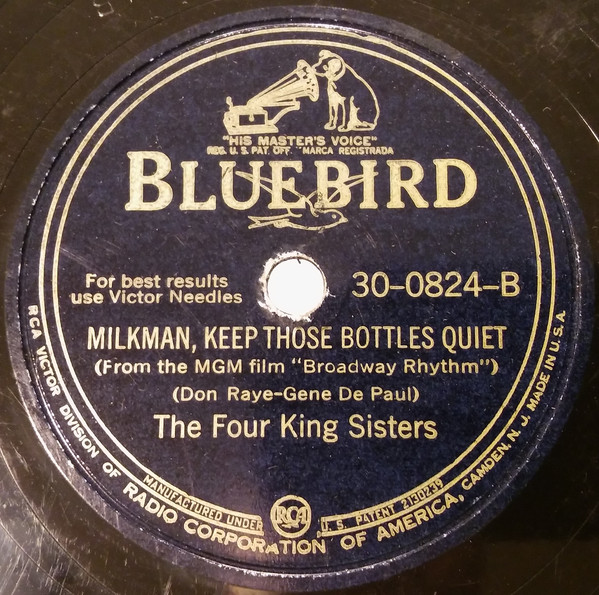 "HIS MASTER'S VOICE"
REG. U. S. PAT. OFF. MARCA REGISTRADA
BLUEBIRD
For best results
use Victor Needles
30-0824-B
MILKMAN, KEEP THOSE BOTTLES QUIET
(From the MGM film "Broadway Rhythm")
(Don Raye-Gene De Paul)
The Four King Sisters
MANUFACTURED UNDER RCA U. S. PATENT 2130239
RCA VICTOR DIVISION OF RADIO CORPORATION OF AMERICA, CAMDEN, N. J. MADE IN U. S. A.